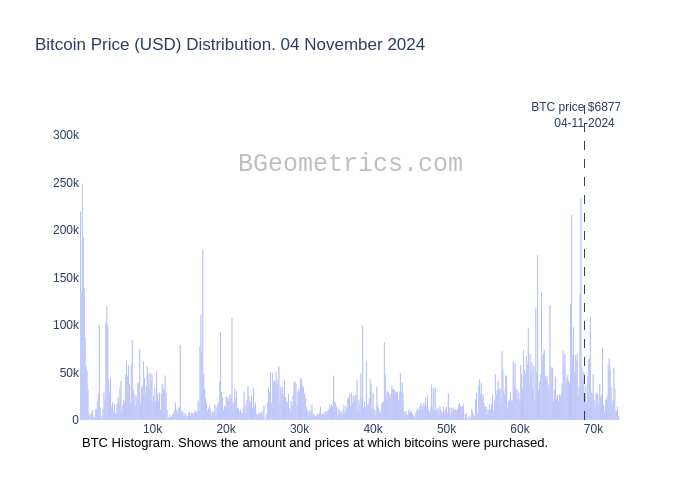 Bitcoin Price (USD) Distribution. 04 November 2024
BTC price $6877
04-11-2024
BGeometrics.com
300k
250k
200k
150k
100k
50k
0
10k 20k 30k 40k 50k 60k 70k
BTC Histogram. Shows the amount and prices at which bitcoins were purchased.